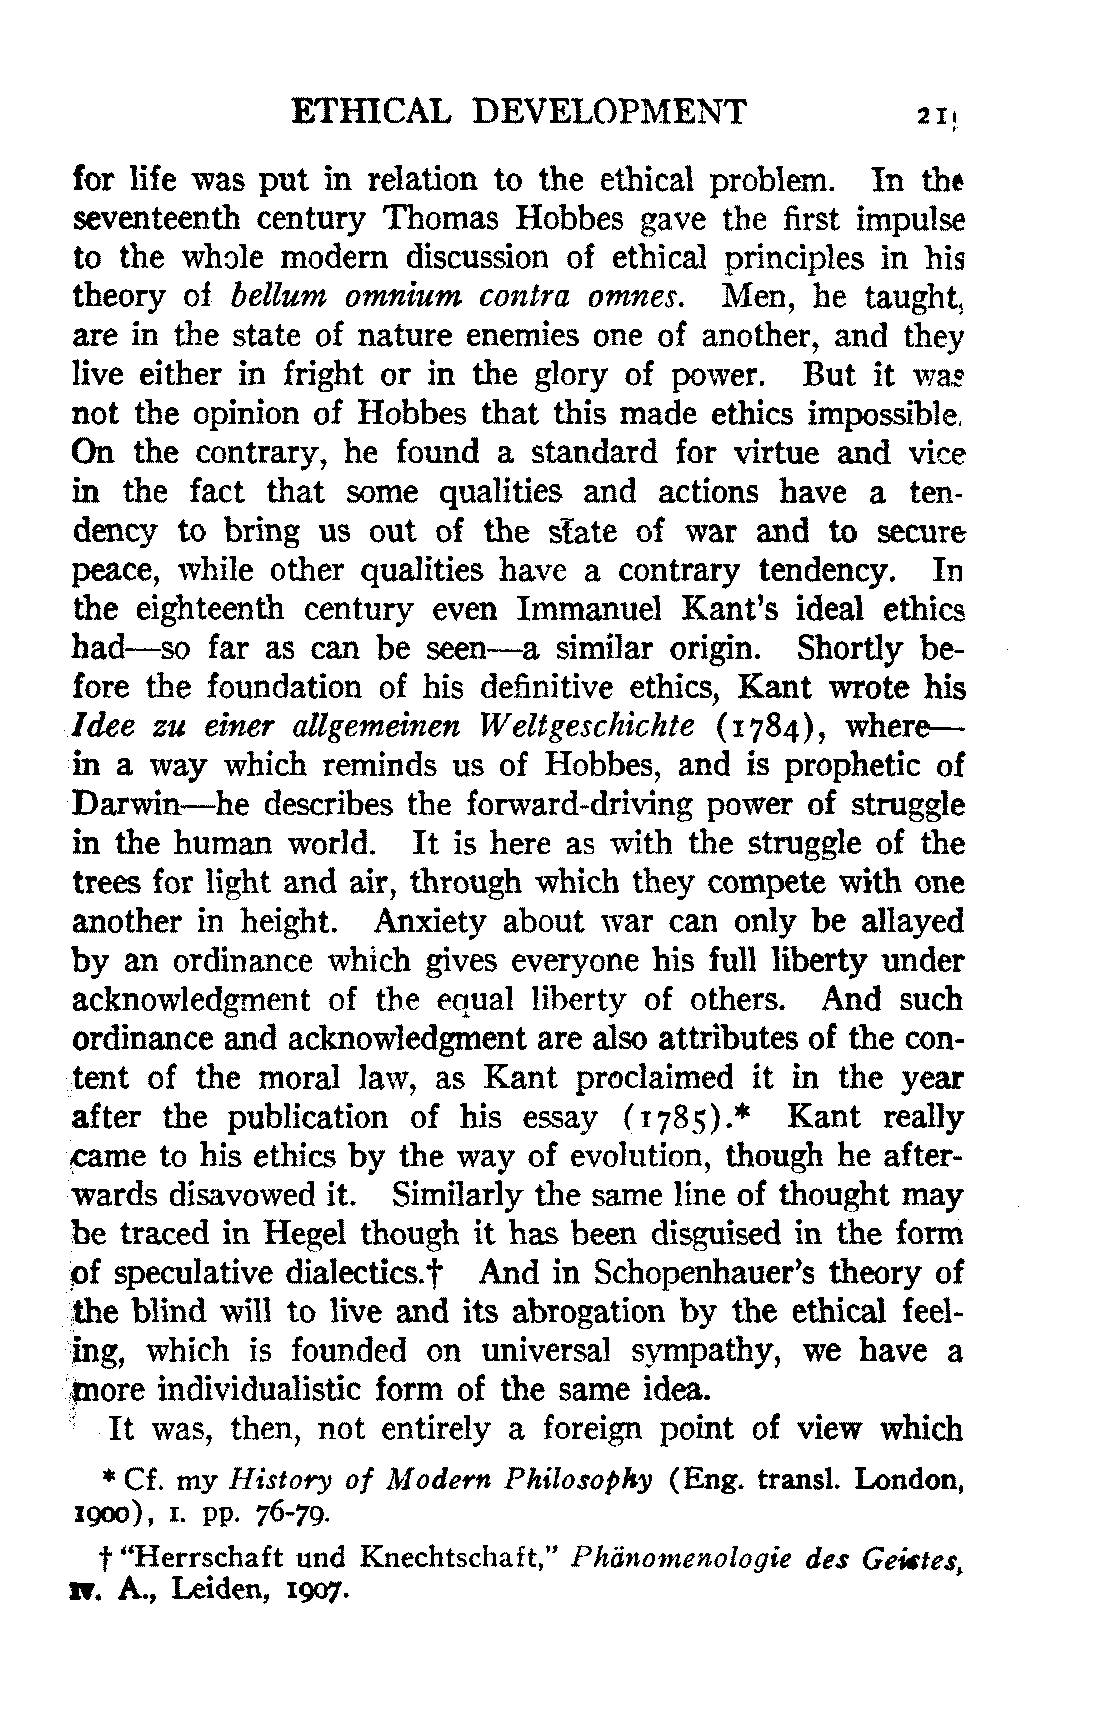 ETHICAL DEVELOPMENT 211
for life was put in relation to the ethical problem. In the
seventeenth century Thomas Hobbes gave the first impulse
to the whole modern discussion of ethical principles in his
theory of bellum omnium contra omnes. Men, he taught,
are in the state of nature enemies one of another, and they
live either in fright or in the glory of power. But it was
not the opinion of Hobbes that this made ethics impossible.
On the contrary, he found a standard for virtue and vice
in the fact that some qualities and actions have a ten-
dency to bring us out of the state of war and to secure
peace, while other qualities have a contrary tendency. In
the eighteenth century even Immanuel Kant's ideal ethics
had—so far as can be seen—a similar origin. Shortly be-
fore the foundation of his definitive ethics, Kant wrote his
Idee zu einer allgemeinen Weltgeschichte (1784), where—
in a way which reminds us of Hobbes, and is prophetic of
Darwin—he describes the forward-driving power of struggle
in the human world. It is here as with the struggle of the
trees for light and air, through which they compete with one
another in height. Anxiety about war can only be allayed
by an ordinance which gives everyone his full liberty under
acknowledgment of the equal liberty of others. And such
ordinance and acknowledgment are also attributes of the con-
tent of the moral law, as Kant proclaimed it in the year
after the publication of his essay (1785).* Kant really
came to his ethics by the way of evolution, though he after-
wards disavowed it. Similarly the same line of thought may
be traced in Hegel though it has been disguised in the form
of speculative dialectics.† And in Schopenhauer's theory of
the blind will to live and its abrogation by the ethical feel-
ing, which is founded on universal sympathy, we have a
more individualistic form of the same idea.
It was, then, not entirely a foreign point of view which
* Cf. my History of Modern Philosophy (Eng. transl. London,
1900), I. pp. 76-79.
† "Herrschaft und Knechtschaft," Phänomenologie des Geistes,
IV. A., Leiden, 1907.